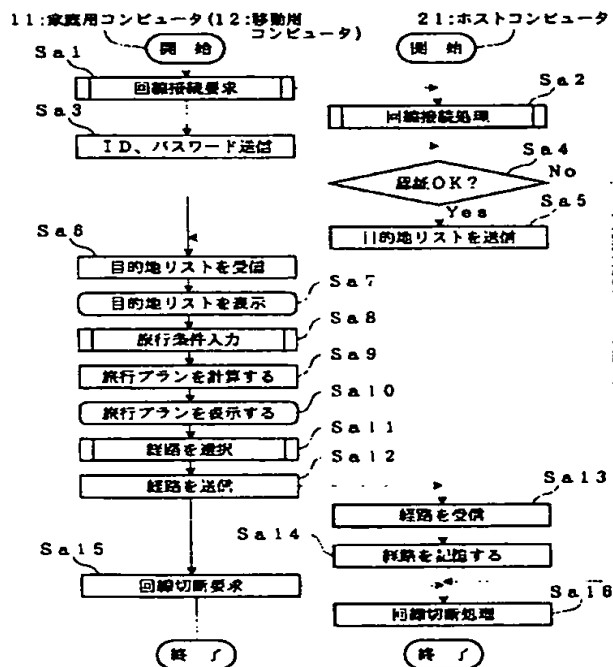 11:家庭用コンピュータ(12:移動用
コンピュータ)
21:ホストコンピュータ
開 始
開 始
Sa1
回線接続要求
Sa2
回線接続処理
Sa3
ID、パスワード送信
Sa4
認証OK?
No
Yes
Sa5
目的地リストを送信
Sa6
目的地リストを受信
Sa7
目的地リストを表示
Sa8
旅行条件入力
Sa9
旅行プランを計算する
Sa10
旅行プランを表示する
Sa11
経路を選択
Sa12
経路を送信
Sa13
経路を受信
Sa14
経路を記憶する
Sa15
回線切断要求
Sa16
回線切断処理
終 了
終 了